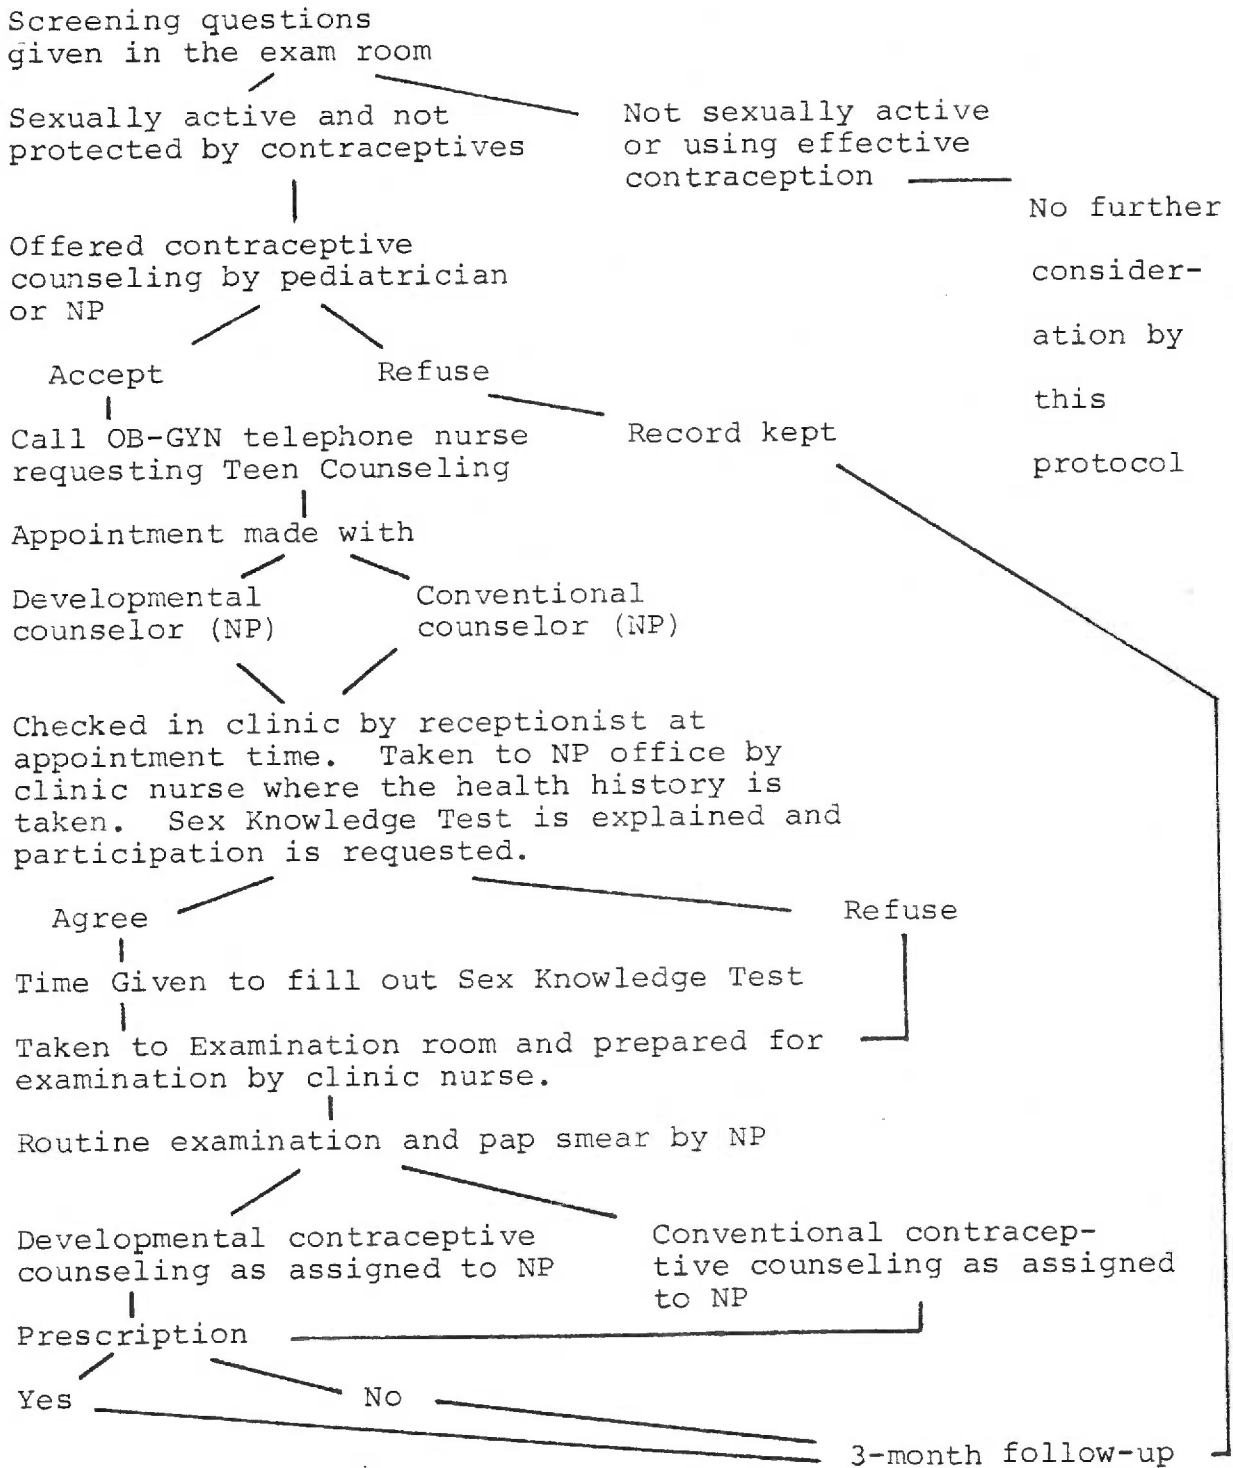 Screening questions
given in the exam room
Sexually active and not
protected by contraceptives
Not sexually active
or using effective
contraception
No further
consider-
ation by
this
protocol
Offered contraceptive
counseling by pediatrician
or NP
Accept
Refuse
Call OB-GYN telephone nurse
requesting Teen Counseling
Record kept
Appointment made with
Developmental
counselor (NP)
Conventional
counselor (NP)
Checked in clinic by receptionist at
appointment time. Taken to NP office by
clinic nurse where the health history is
taken. Sex Knowledge Test is explained and
participation is requested.
Agree
Refuse
Time Given to fill out Sex Knowledge Test
Taken to Examination room and prepared for
examination by clinic nurse.
Routine examination and pap smear by NP
Developmental contraceptive
counseling as assigned to NP
Conventional contracep-
tive counseling as assigned
to NP
Prescription
Yes
No
3-month follow-up